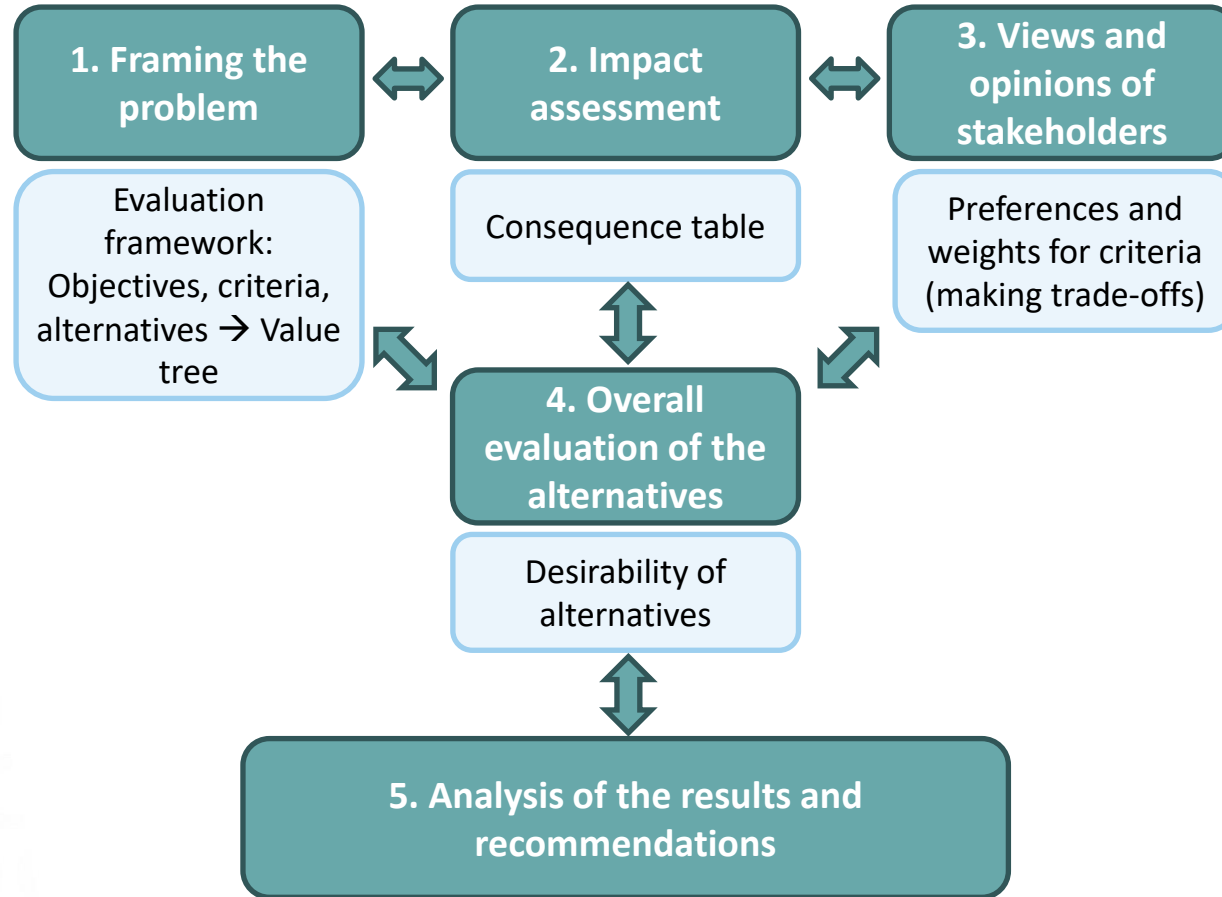 1. Framing the
problem
2. Impact
assessment
3. Views and
opinions of
stakeholders
Evaluation
framework:
Objectives, criteria,
alternatives → Value
tree
Consequence table
Preferences and
weights for criteria
(making trade-offs)
4. Overall
evaluation of the
alternatives
Desirability of
alternatives
5. Analysis of the results and
recommendations